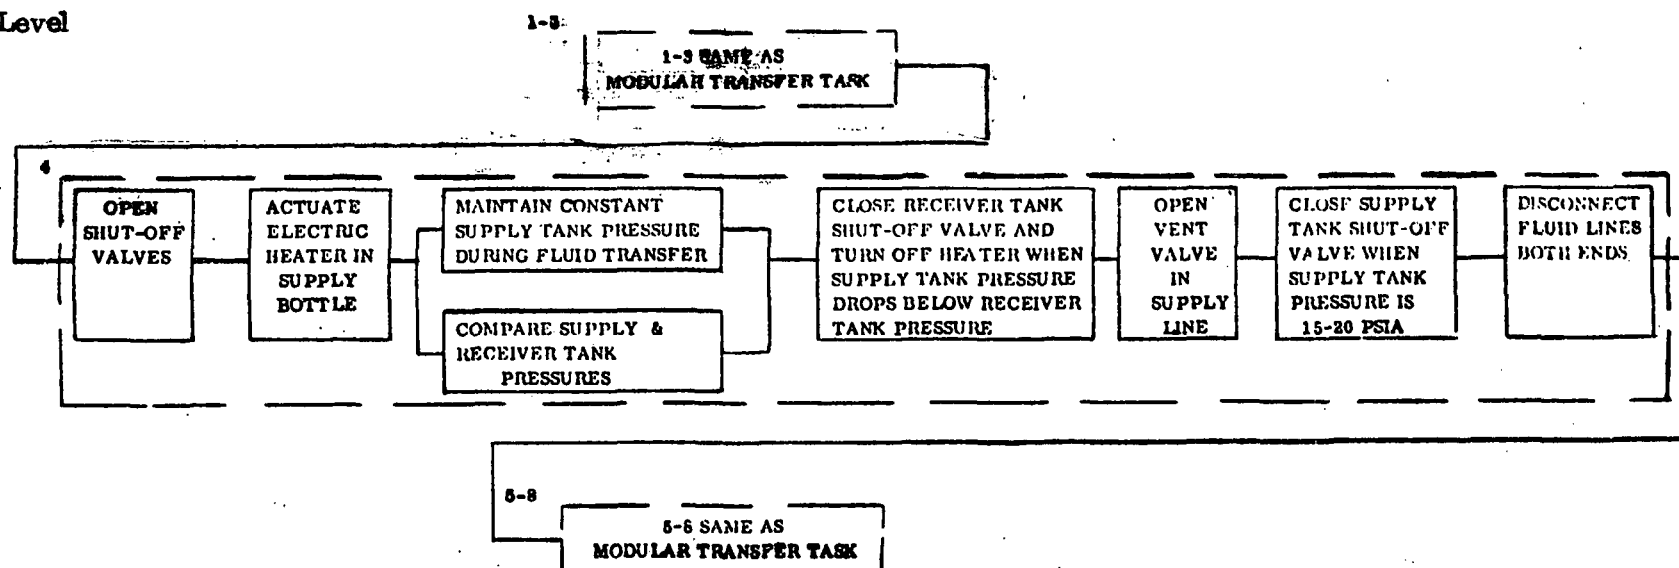 Level
1-3
1-3 SAME AS
MODULAR TRANSFER TASK
4
OPEN
SHUT-OFF
VALVES
ACTUATE
ELECTRIC
HEATER IN
SUPPLY
BOTTLE
MAINTAIN CONSTANT
SUPPLY TANK PRESSURE
DURING FLUID TRANSFER
COMPARE SUPPLY &
RECEIVER TANK
PRESSURES
CLOSE RECEIVER TANK
SHUT-OFF VALVE AND
TURN OFF HEATER WHEN
SUPPLY TANK PRESSURE
DROPS BELOW RECEIVER
TANK PRESSURE
OPEN
VENT
VALVE
IN
SUPPLY
LINE
CLOSE SUPPLY
TANK SHUT-OFF
VALVE WHEN
SUPPLY TANK
PRESSURE IS
15-20 PSIA
DISCONNECT
FLUID LINES
BOTH ENDS
SAME AS
MODULAR TRANSFER TASK